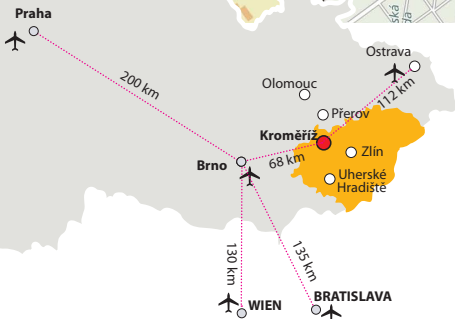 Praha
200 km
Ostrava
112 km
Olomouc
Přerov
Kroměříž
68 km
Zlín
Brno
Uherské
Hradiště
130 km
135 km
WIEN
BRATISLAVA